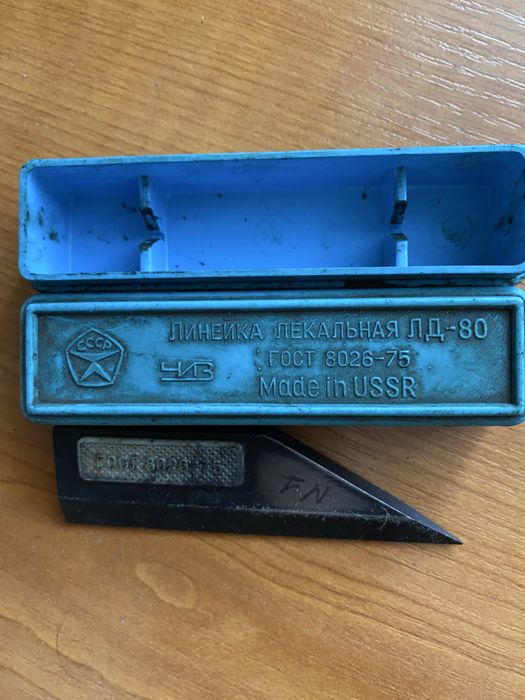 ЛИНЕЙКА ЛЕКАЛЬНАЯ ЛД-80
СССР
ЧИЗ
ГОСТ 8026-75
Made in USSR
ГОСТ 8026-75